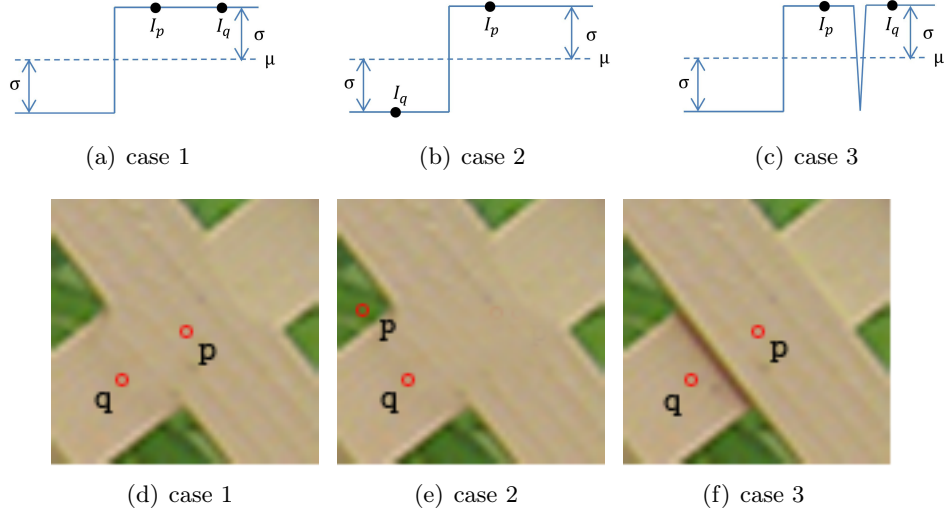 I_p I_q σ μ σ
(a) case 1
I_p σ μ σ I_q
(b) case 2
I_p I_q σ μ σ
(c) case 3
p
q
(d) case 1
p
q
(e) case 2
p
q
(f) case 3